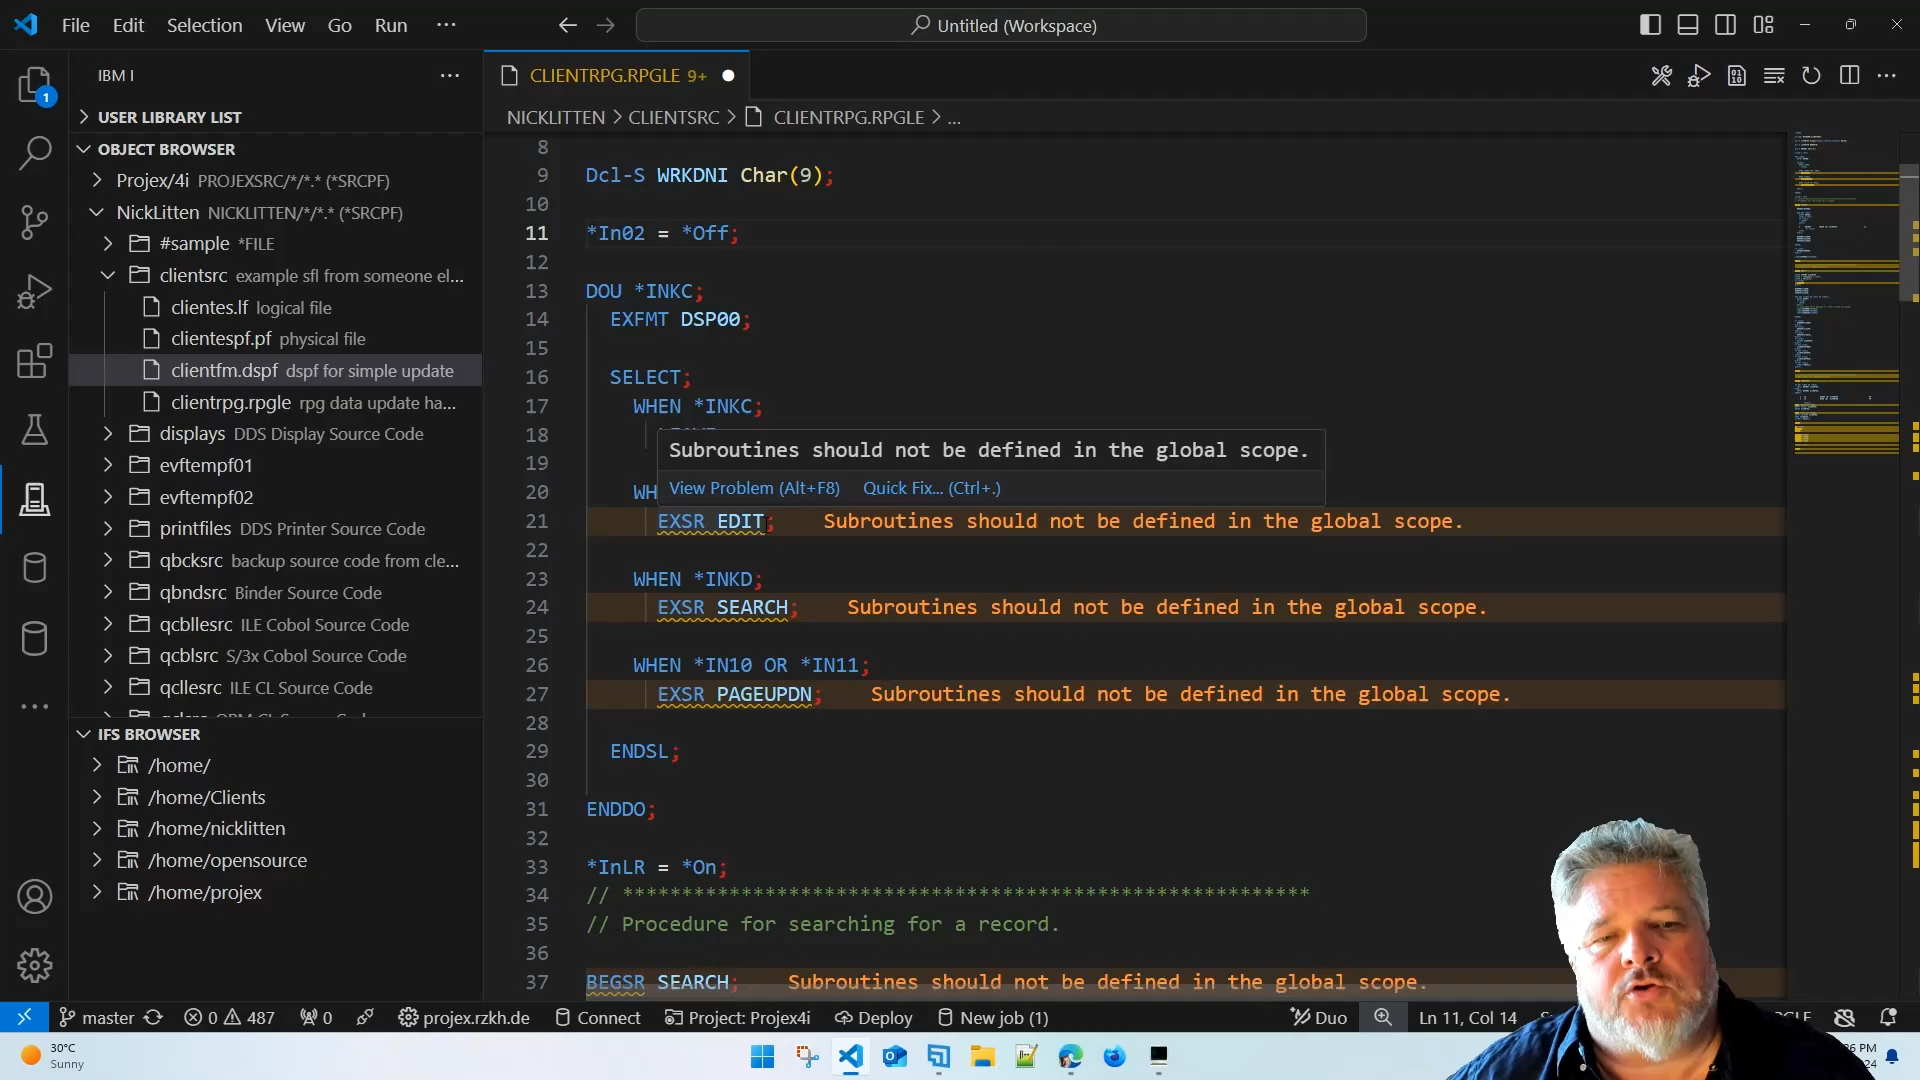 File Edit Selection View Go Run ···
Untitled (Workspace)
IBM I
CLIENTRPG.RPGLE 9+
NICKLITTEN > CLIENTSRC > CLIENTRPG.RPGLE > ...
1
USER LIBRARY LIST
OBJECT BROWSER
Projex/4i PROJEXSRC/*/*.* (*SRCPF)
NickLitten NICKLITTEN/*/*.* (*SRCPF)
#sample *FILE
clientsrc example sfl from someone el...
clientes.lf logical file
clientespf.pf physical file
clientfm.dspf dspf for simple update
clientrpg.rpgle rpg data update ha...
displays DDS Display Source Code
evftempf01
evftempf02
printfiles DDS Printer Source Code
qbcksrc backup source code from cle...
qbndsrc Binder Source Code
qcbllesrc ILE Cobol Source Code
qcblsrc S/3x Cobol Source Code
qcllesrc ILE CL Source Code
IFS BROWSER
/home/
/home/Clients
/home/nicklitten
/home/opensource
/home/projex
8
9 Dcl-S WRKDNI Char(9);
10
11 *In02 = *Off;
12
13 DOU *INKC;
14 EXFMT DSP00;
15
16 SELECT;
17 WHEN *INKC;
18
Subroutines should not be defined in the global scope.
19
View Problem (Alt+F8) Quick Fix... (Ctrl+.)
20 WH
21 EXSR EDIT; Subroutines should not be defined in the global scope.
22
23 WHEN *INKD;
24 EXSR SEARCH; Subroutines should not be defined in the global scope.
25
26 WHEN *IN10 OR *IN11;
27 EXSR PAGEUPDN; Subroutines should not be defined in the global scope.
28
29 ENDSL;
30
31 ENDDO;
32
33 *InLR = *On;
34 // **********************************************************
35 // Procedure for searching for a record.
36
37 BEGSR SEARCH; Subroutines should not be defined in the global scope.
master 0 487 0 projex.rzkh.de Connect Project: Projex4i Deploy New job (1) Duo Ln 11, Col 14
30°C
Sunny
PM